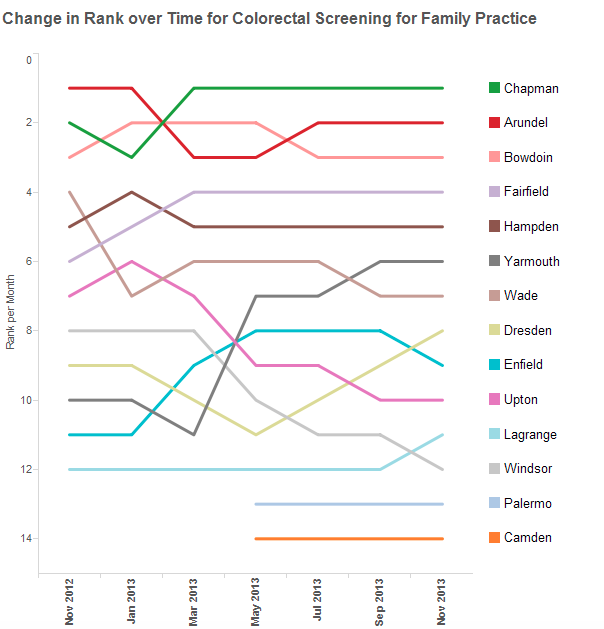 Change in Rank over Time for Colorectal Screening for Family Practice
0
2
4
6
8
10
12
14
Rank per Month
Nov 2012
Jan 2013
Mar 2013
May 2013
Jul 2013
Sep 2013
Nov 2013
Chapman
Arundel
Bowdoin
Fairfield
Hampden
Yarmouth
Wade
Dresden
Enfield
Upton
Lagrange
Windsor
Palermo
Camden